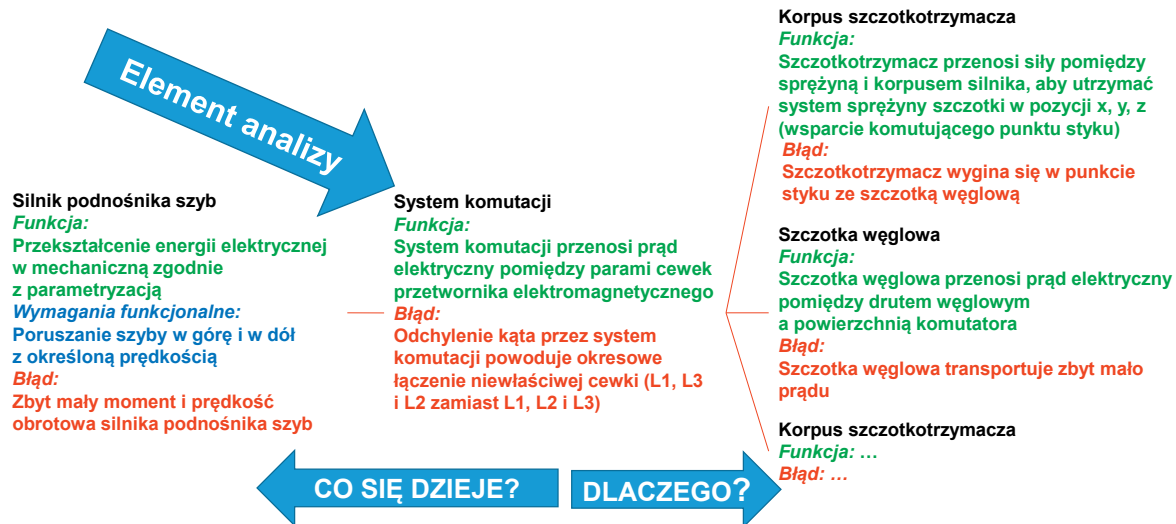 Element analizy
Silnik podnośnika szyb
Funkcja:
Przekształcenie energii elektrycznej
w mechaniczną zgodnie
z parametryzacją
Wymagania funkcjonalne:
Poruszanie szyby w górę i w dół
z określoną prędkością
Błąd:
Zbyt mały moment i prędkość
obrotowa silnika podnośnika szyb
System komutacji
Funkcja:
System komutacji przenosi prąd
elektryczny pomiędzy parami cewek
przetwornika elektromagnetycznego
Błąd:
Odchylenie kąta przez system
komutacji powoduje okresowe
łączenie niewłaściwej cewki (L1, L3
i L2 zamiast L1, L2 i L3)
Korpus szczotkotrzymacza
Funkcja:
Szczotkotrzymacz przenosi siły pomiędzy
sprężyną i korpusem silnika, aby utrzymać
system sprężyny szczotki w pozycji x, y, z
(wsparcie komutującego punktu styku)
Błąd:
Szczotkotrzymacz wygina się w punkcie
styku ze szczotką węglową
Szczotka węglowa
Funkcja:
Szczotka węglowa przenosi prąd elektryczny
pomiędzy drutem węglowym
a powierzchnią komutatora
Błąd:
Szczotka węglowa transportuje zbyt mało
prądu
Korpus szczotkotrzymacza
Funkcja: …
Błąd: …
CO SIĘ DZIEJE?
DLACZEGO?